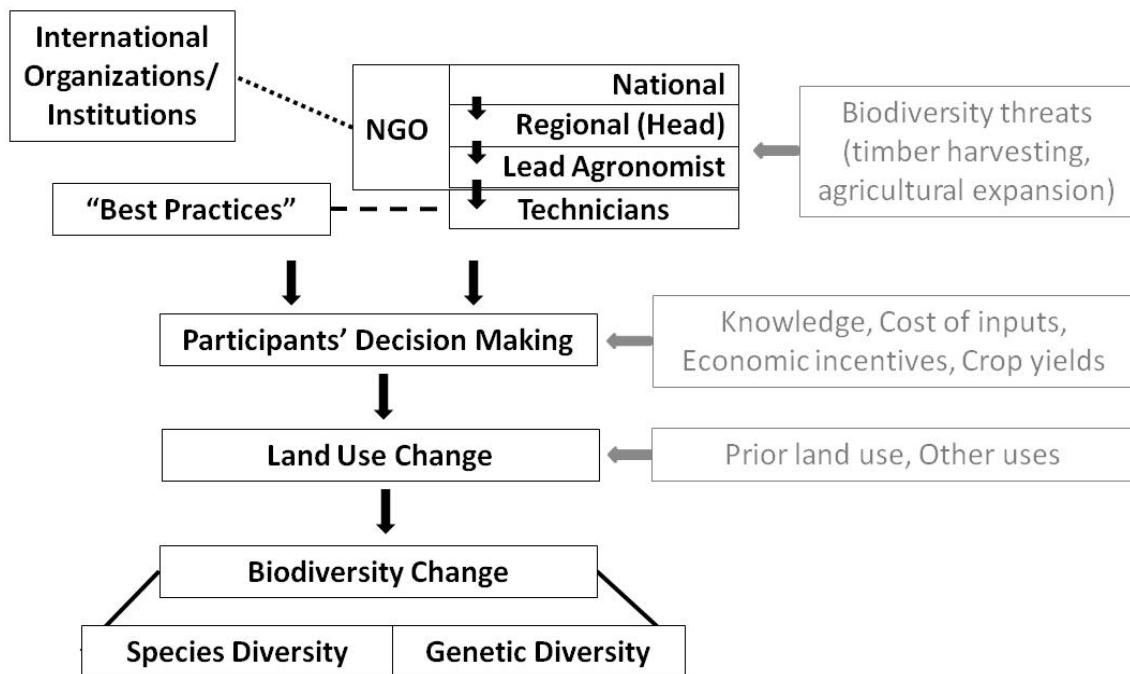 International
Organizations/
Institutions
NGO
National
Regional (Head)
Lead Agronomist
Technicians
Biodiversity threats
(timber harvesting,
agricultural expansion)
“Best Practices”
Participants’ Decision Making
Knowledge, Cost of inputs,
Economic incentives, Crop yields
Land Use Change
Prior land use, Other uses
Biodiversity Change
Species Diversity
Genetic Diversity